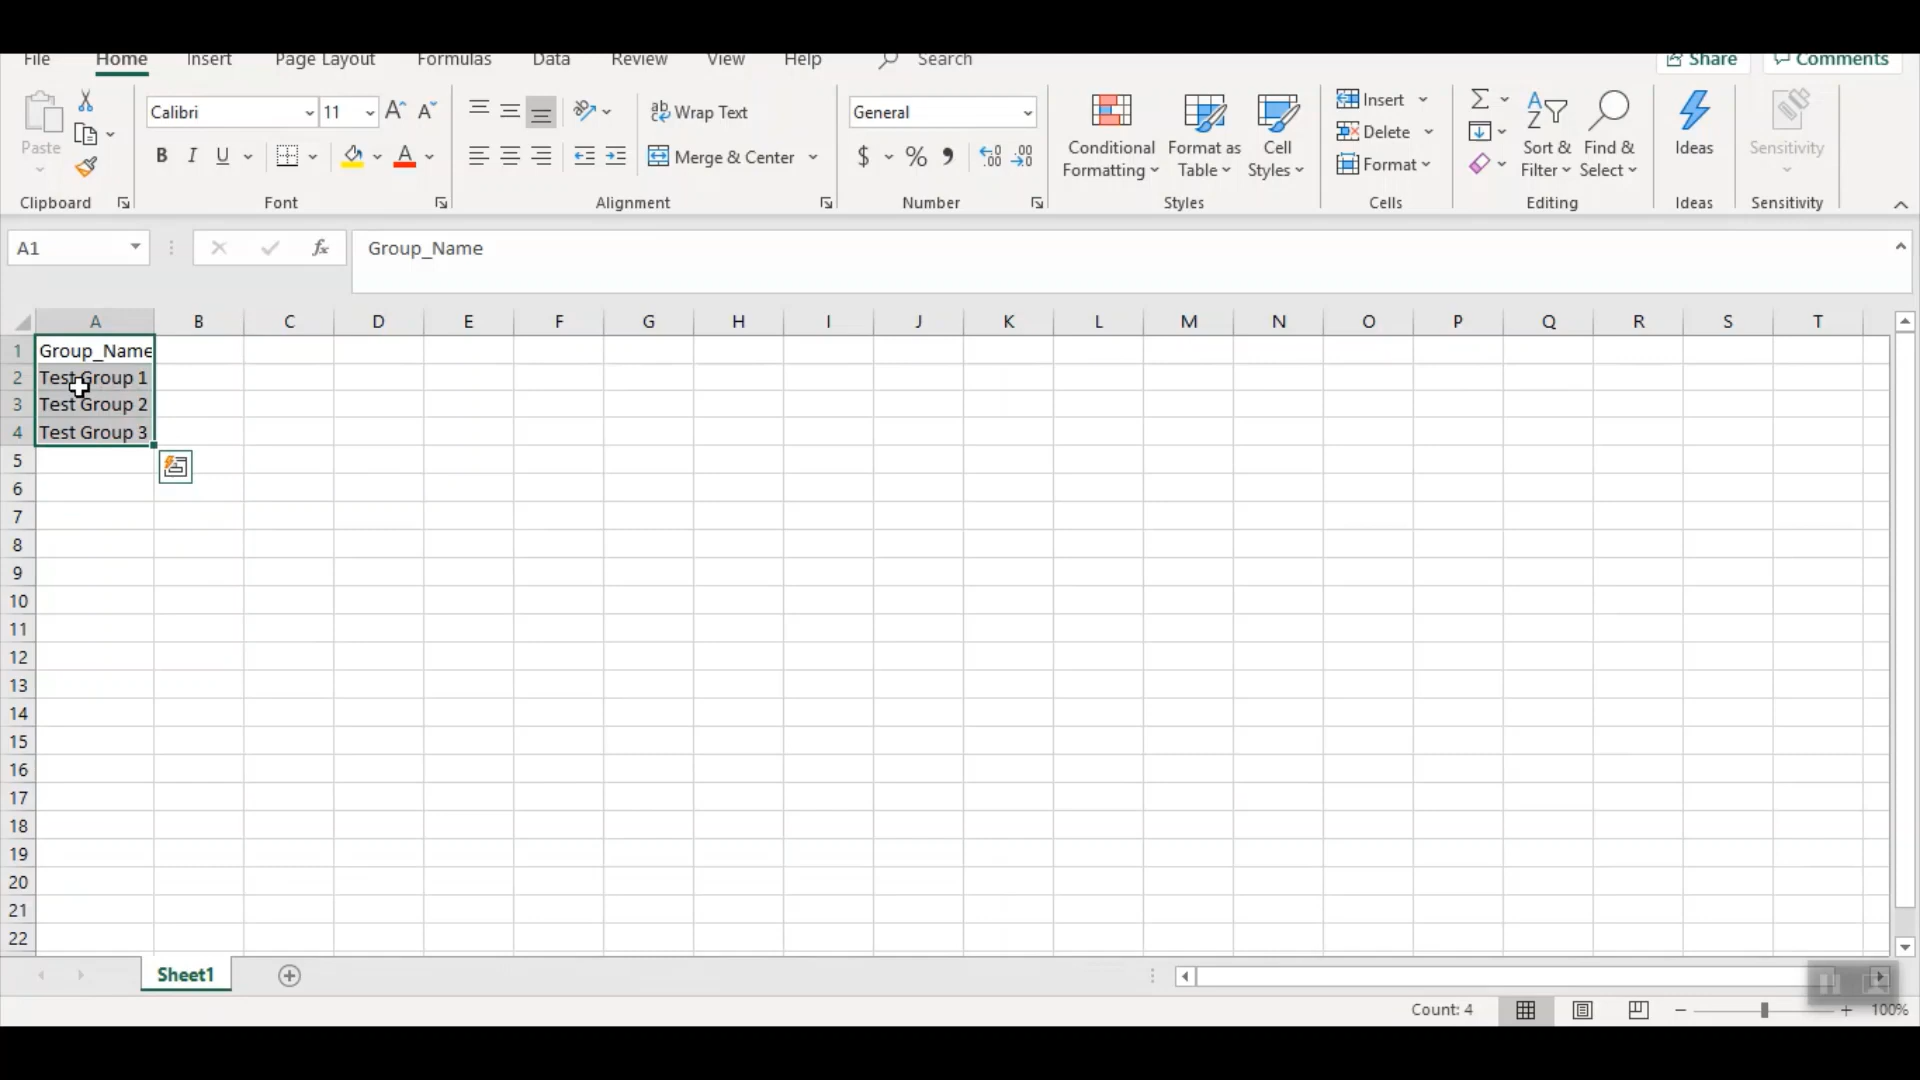 File Home Insert Page Layout Formulas Data Review View Help Search Share Comments
Paste
Calibri 11
B I U A
ab Wrap Text
Merge & Center
General
$ % 9
Conditional Formatting
Format as Table
Cell Styles
Insert
Delete
Format
Σ
Sort & Filter
Find & Select
Ideas
Sensitivity
Clipboard Font Alignment Number Styles Cells Editing Ideas Sensitivity
A1 fx Group_Name
A B C D E F G H I J K L M N O P Q R S T
1 Group_Name
2 Test Group 1
3 Test Group 2
4 Test Group 3
5
6
7
8
9
10
11
12
13
14
15
16
17
18
19
20
21
22
Sheet1
Count: 4 100%